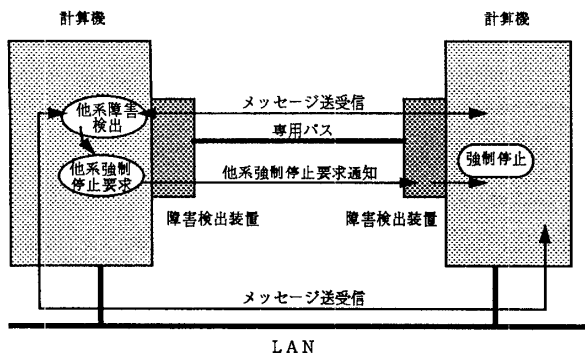 計算機
計算機
他系障害
検出
メッセージ送受信
専用バス
他系強制
停止要求
他系強制停止要求通知
強制停止
障害検出装置
障害検出装置
メッセージ送受信
LAN